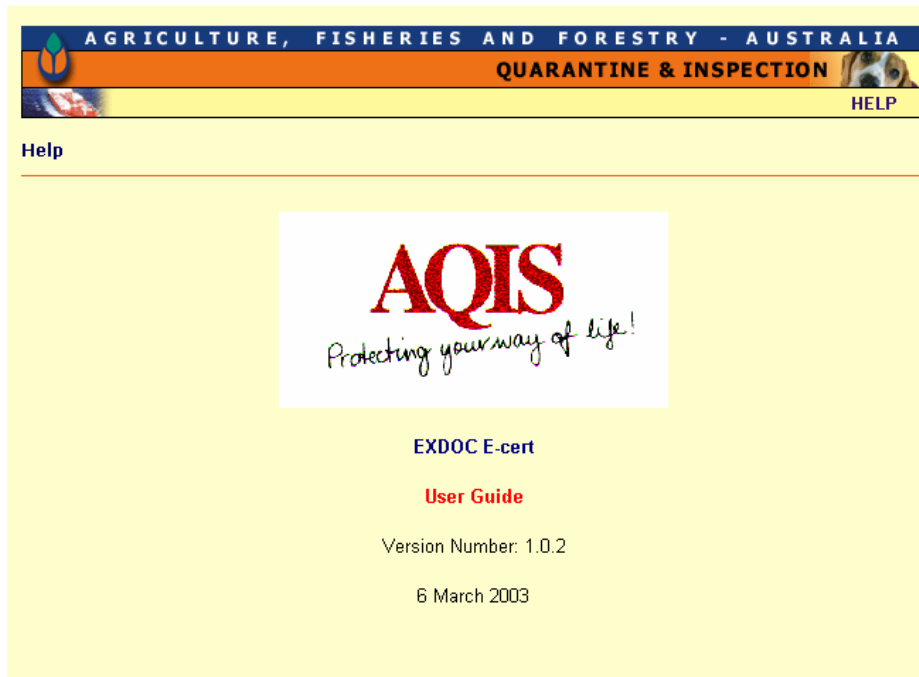 AGRICULTURE, FISHERIES AND FORESTRY - AUSTRALIA
QUARANTINE & INSPECTION
HELP
Help
AQIS
Protecting your way of life!
EXDOC E-cert
User Guide
Version Number: 1.0.2
6 March 2003